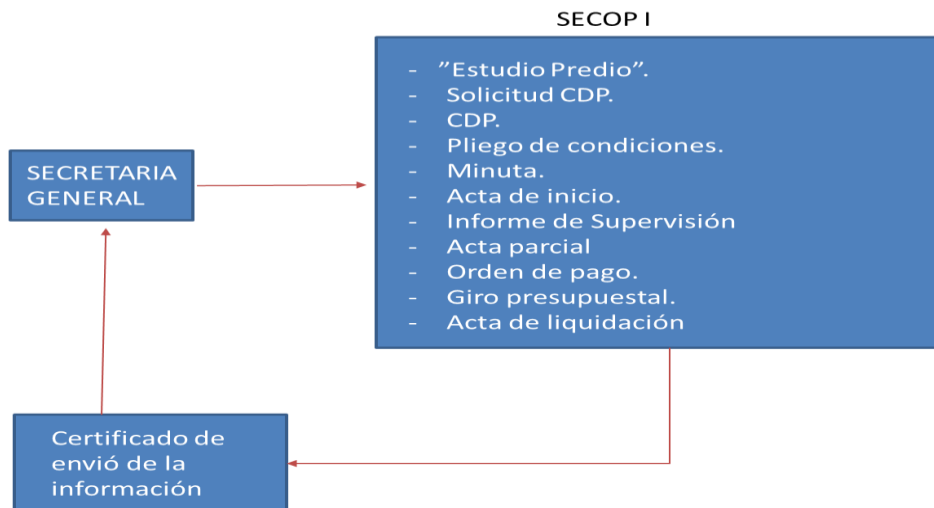 SECOP I
- ”Estudio Predio”.
- Solicitud CDP.
- CDP.
- Pliego de condiciones.
- Minuta.
- Acta de inicio.
- Informe de Supervisión
- Acta parcial
- Orden de pago.
- Giro presupuestal.
- Acta de liquidación
SECRETARIA
GENERAL
Certificado de
envió de la
información